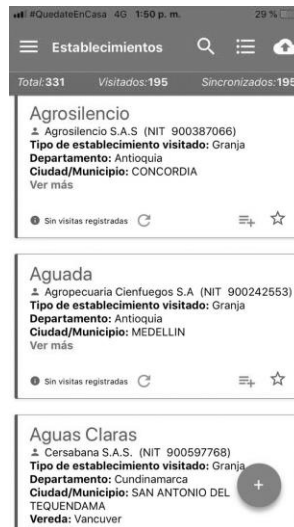 #QuedateEnCasa 4G 1:50 p. m. 29 %
Establecimientos
Total:331 Visitados:195 Sincronizados:195
Agrosilencio
Agrosilencio S.A.S (NIT 900387066)
Tipo de establecimiento visitado: Granja
Departamento: Antioquia
Ciudad/Municipio: CONCORDIA
Ver más
Sin visitas registradas
Aguada
Agropecuaria Cienfuegos S.A (NIT 900242553)
Tipo de establecimiento visitado: Granja
Departamento: Antioquia
Ciudad/Municipio: MEDELLIN
Ver más
Sin visitas registradas
Aguas Claras
Cersabana S.A.S. (NIT 900597768)
Tipo de establecimiento visitado: Granja
Departamento: Cundinamarca
Ciudad/Municipio: SAN ANTONIO DEL
TEQUENDAMA
Vereda: Vancuver